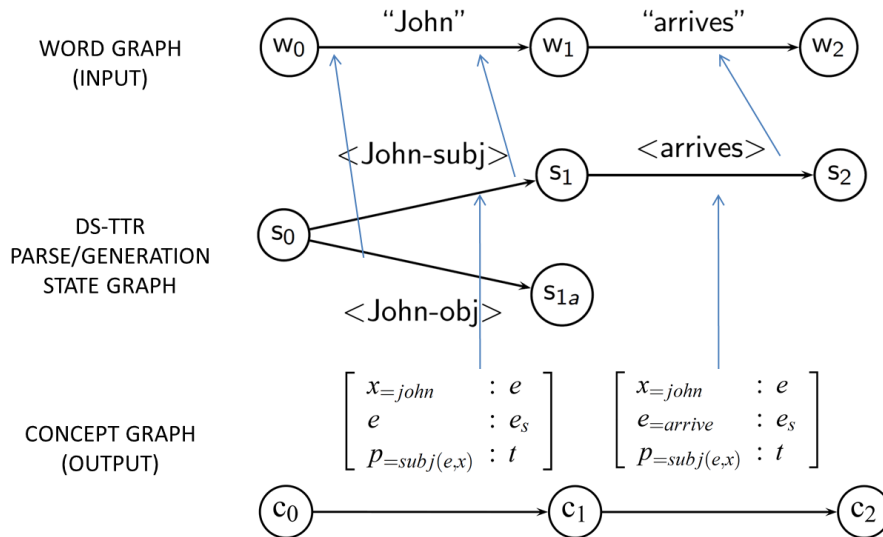 “John” “arrives”
WORD GRAPH
(INPUT)
w0 w1 w2
<John-subj> <arrives>
s1 s2
s0
DS-TTR
PARSE/GENERATION
STATE GRAPH
s1a
<John-obj>
x=john : e x=john : e
e : es e=arrive : es
p=subj(e,x) : t p=subj(e,x) : t
CONCEPT GRAPH
(OUTPUT)
c0 c1 c2